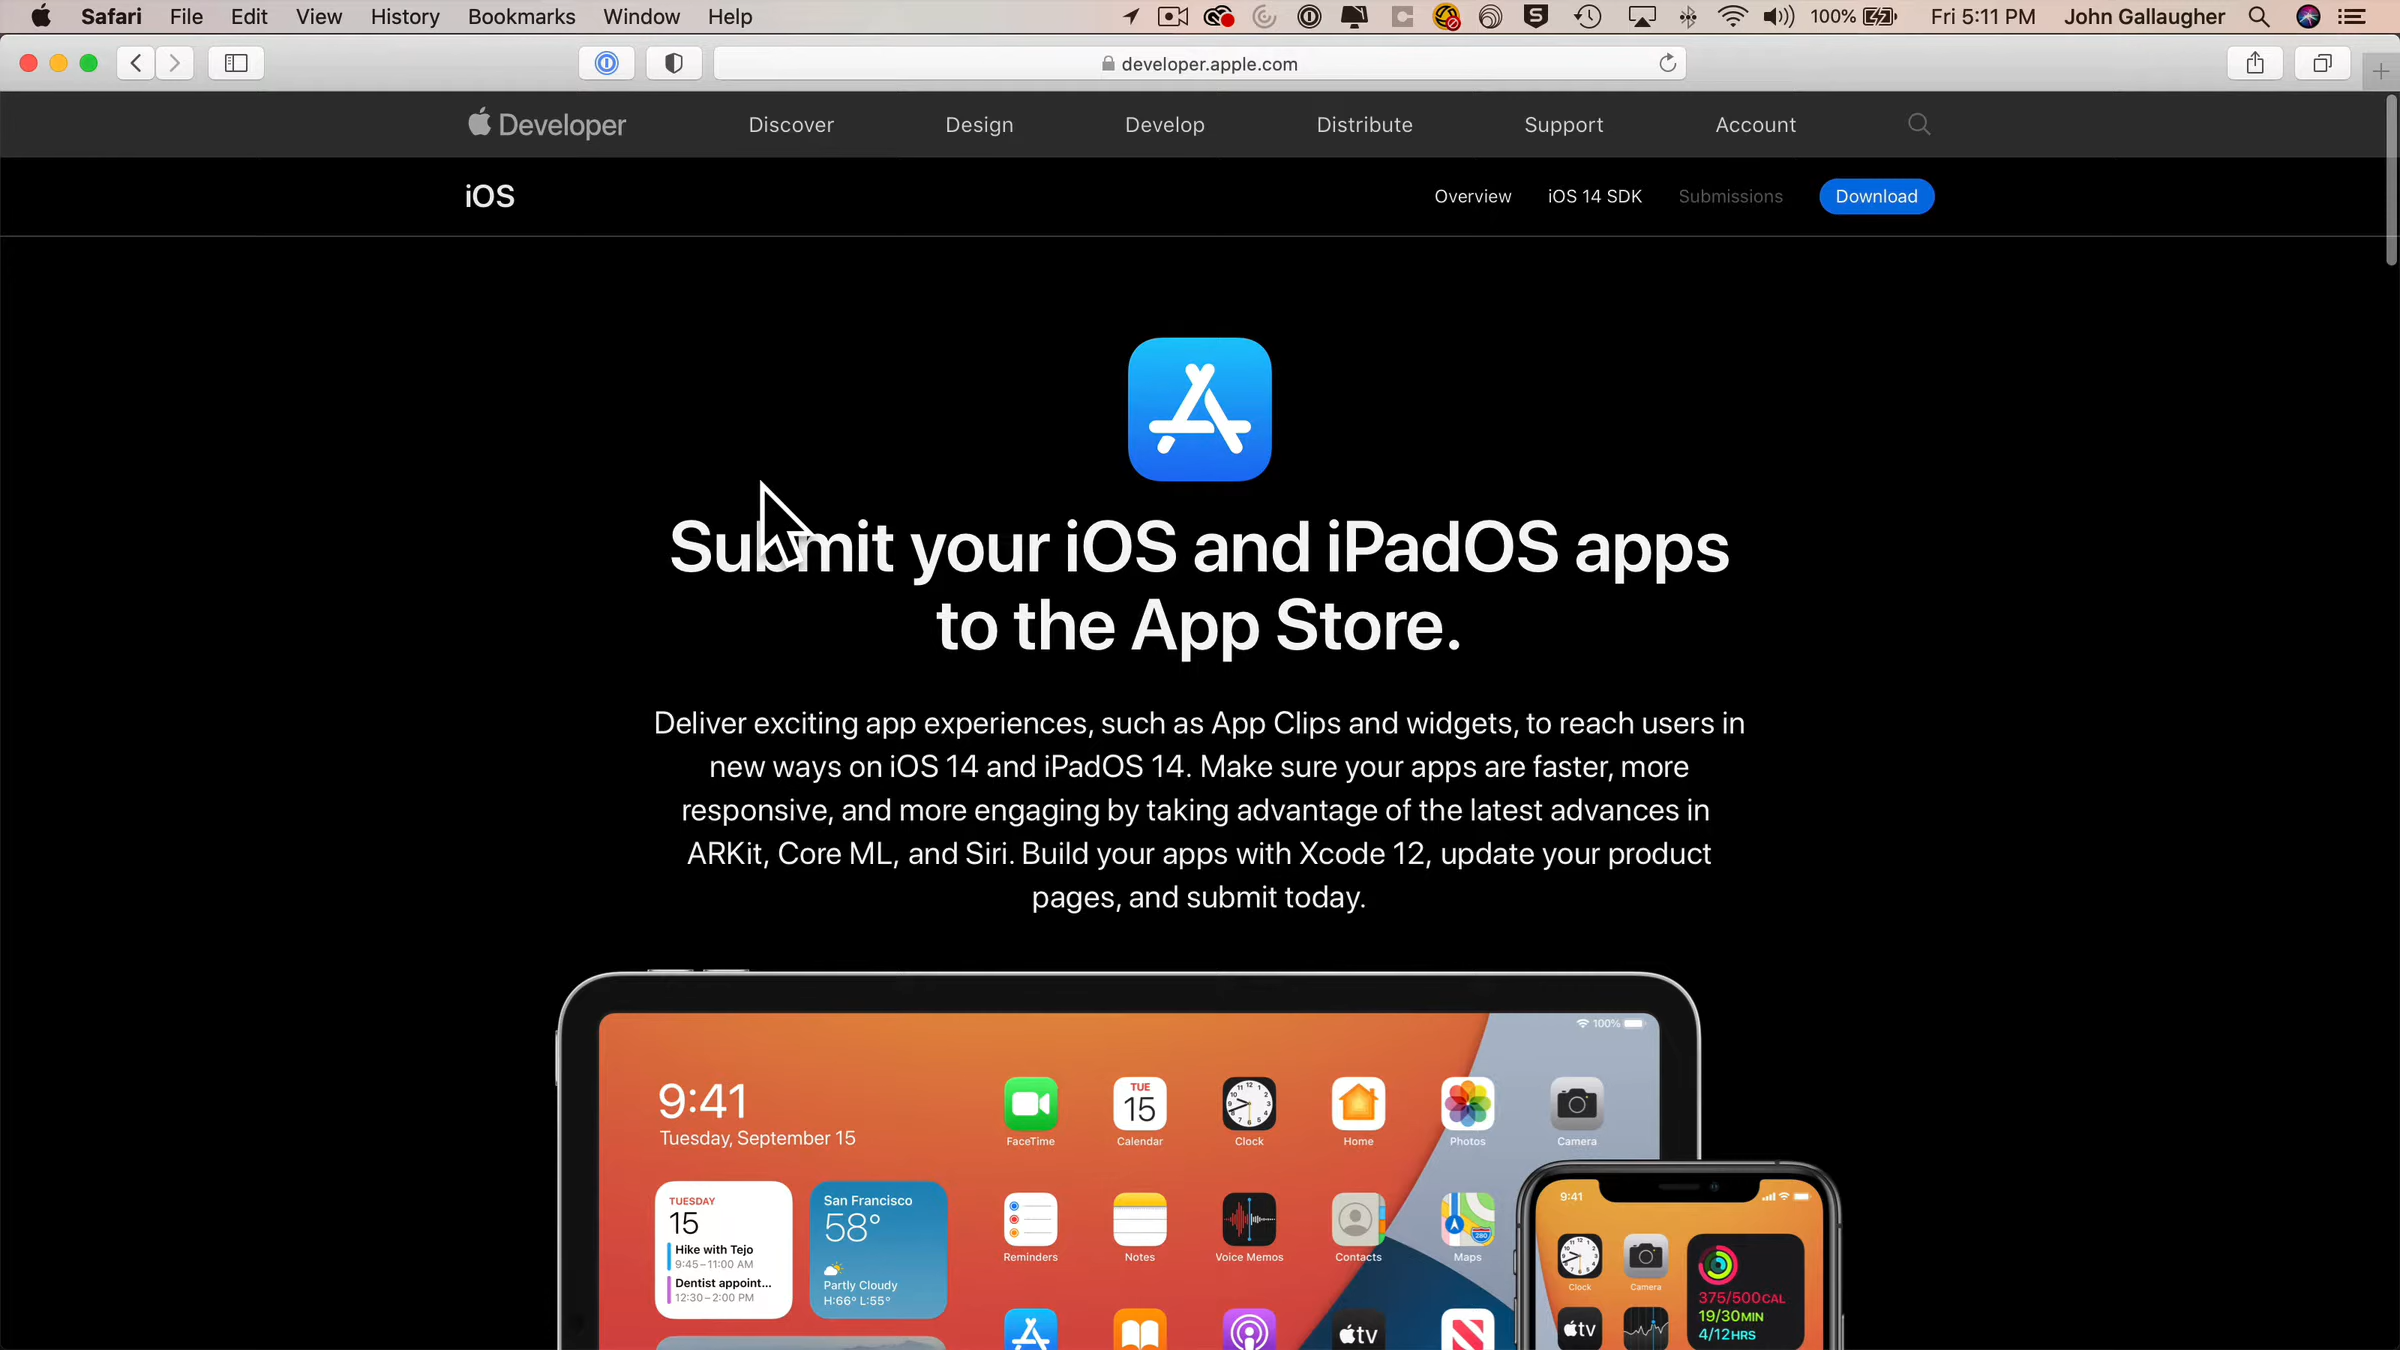 Safari File Edit View History Bookmarks Window Help 100% Fri 5:11 PM John Gallaugher
developer.apple.com
Developer Discover Design Develop Distribute Support Account
iOS Overview iOS 14 SDK Submissions Download
Submit your iOS and iPadOS apps
to the App Store.
Deliver exciting app experiences, such as App Clips and widgets, to reach users in
new ways on iOS 14 and iPadOS 14. Make sure your apps are faster, more
responsive, and more engaging by taking advantage of the latest advances in
ARKit, Core ML, and Siri. Build your apps with Xcode 12, update your product
pages, and submit today.
100%
9:41
Tuesday, September 15
TUE
15
FaceTime Calendar Clock Home Photos Camera
TUESDAY
15
Hike with Tejo
9:45–11:00 AM
Dentist appoint...
12:30–2:00 PM
San Francisco
58°
Partly Cloudy
H:66° L:55°
280
Reminders Notes Voice Memos Contacts Maps
tv
9:41
Clock Camera
375/500CAL
19/30MIN
4/12HRS
tv